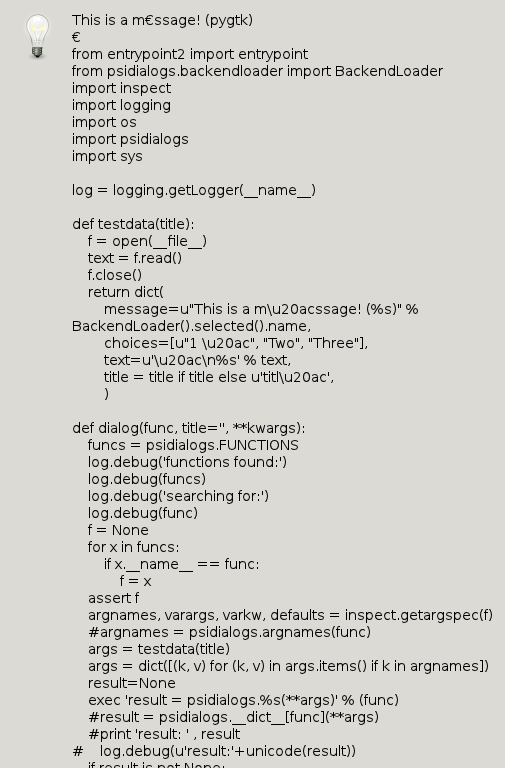 This is a m€ssage! (pygtk)
€
from entrypoint2 import entrypoint
from psidialogs.backendloader import BackendLoader
import inspect
import logging
import os
import psidialogs
import sys

log = logging.getLogger(__name__)

def testdata(title):
    f = open(__file__)
    text = f.read()
    f.close()
    return dict(
        message=u"This is a m\u20acssage! (%s)" %
BackendLoader().selected().name,
        choices=[u"1 \u20ac", "Two", "Three"],
        text=u'\u20ac\n%s' % text,
        title = title if title else u'titl\u20ac',
        )

def dialog(func, title='', **kwargs):
    funcs = psidialogs.FUNCTIONS
    log.debug('functions found:')
    log.debug(funcs)
    log.debug('searching for:')
    log.debug(func)
    f = None
    for x in funcs:
        if x.__name__ == func:
            f = x
    assert f
    argnames, varargs, varkw, defaults = inspect.getargspec(f)
    #argnames = psidialogs.argnames(func)
    args = testdata(title)
    args = dict([(k, v) for (k, v) in args.items() if k in argnames])
    result=None
    exec 'result = psidialogs.%s(**args)' % (func)
    #result = psidialogs.__dict__[func](**args)
    #print 'result: ' , result
#    log.debug(u'result:'+unicode(result))
    if result is not None: